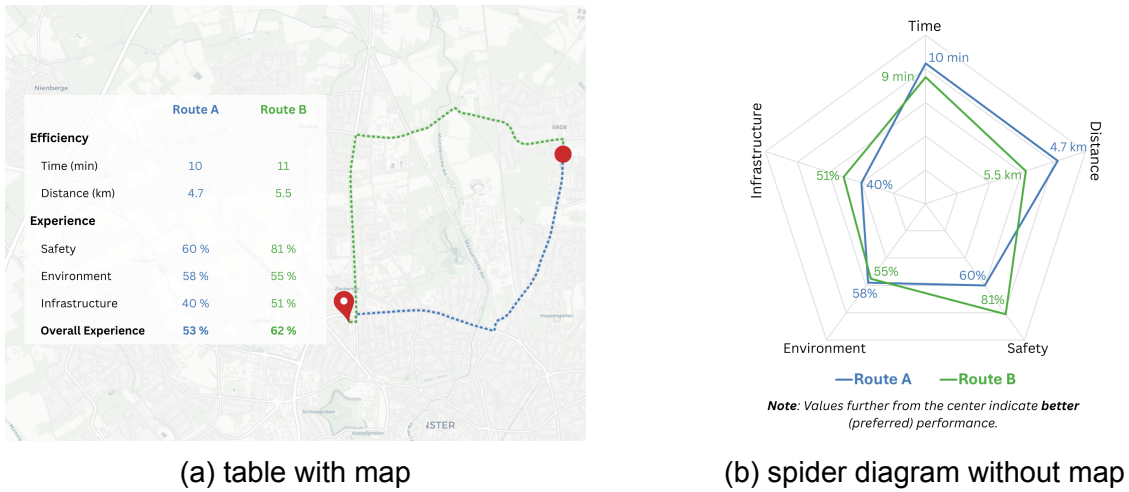 Nienberge
ERDE
Route A Route B
Efficiency
Time (min) 10 11
Distance (km) 4.7 5.5
Experience
Safety 60 % 81 %
Environment 58 % 55 %
Infrastructure 40 % 51 %
Overall Experience 53 % 62 %
ISTER
(a) table with map
Time
10 min
9 min
Infrastructure
Distance
4.7 km
5.5 km
51%
40%
55%
60%
58%
81%
Environment
Safety
Route A Route B
Note: Values further from the center indicate better
(preferred) performance.
(b) spider diagram without map